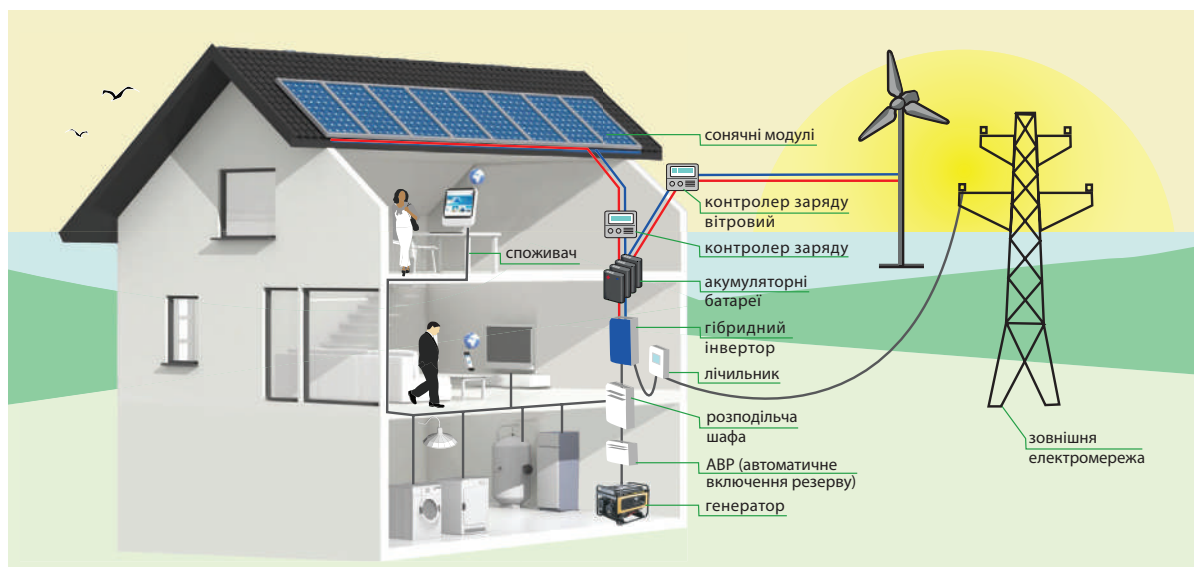 сонячні модулі
контролер заряду
вітровий
контролер заряду
споживач
акумуляторні
батареї
гібридний
інвертор
лічильник
розподільча
шафа
зовнішня
електромережа
АВР (автоматичне
включення резерву)
генератор